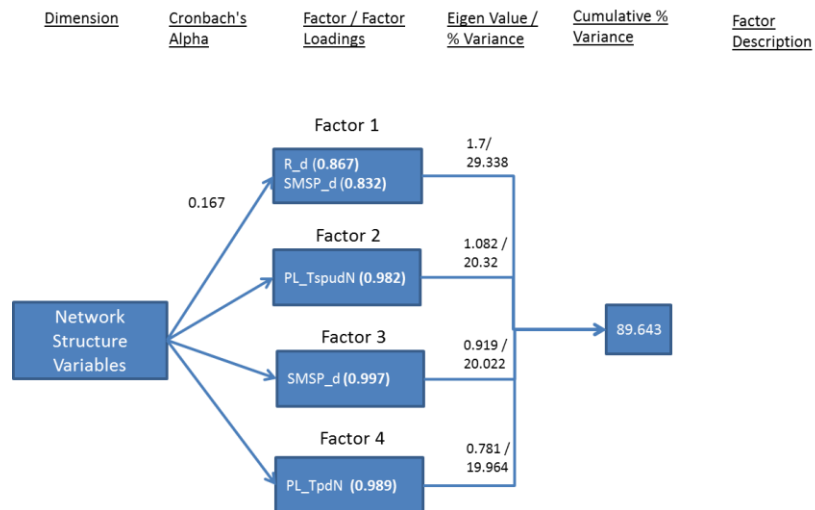 Dimension
Cronbach's
Alpha
Factor / Factor
Loadings
Eigen Value /
% Variance
Cumulative %
Variance
Factor
Description
Factor 1
R_d (0.867)
SMSP_d (0.832)
1.7/
29.338
0.167
Factor 2
PL_TspudN (0.982)
1.082 /
20.32
Network
Structure
Variables
Factor 3
SMSP_d (0.997)
0.919 /
20.022
89.643
Factor 4
PL_TpdN (0.989)
0.781 /
19.964